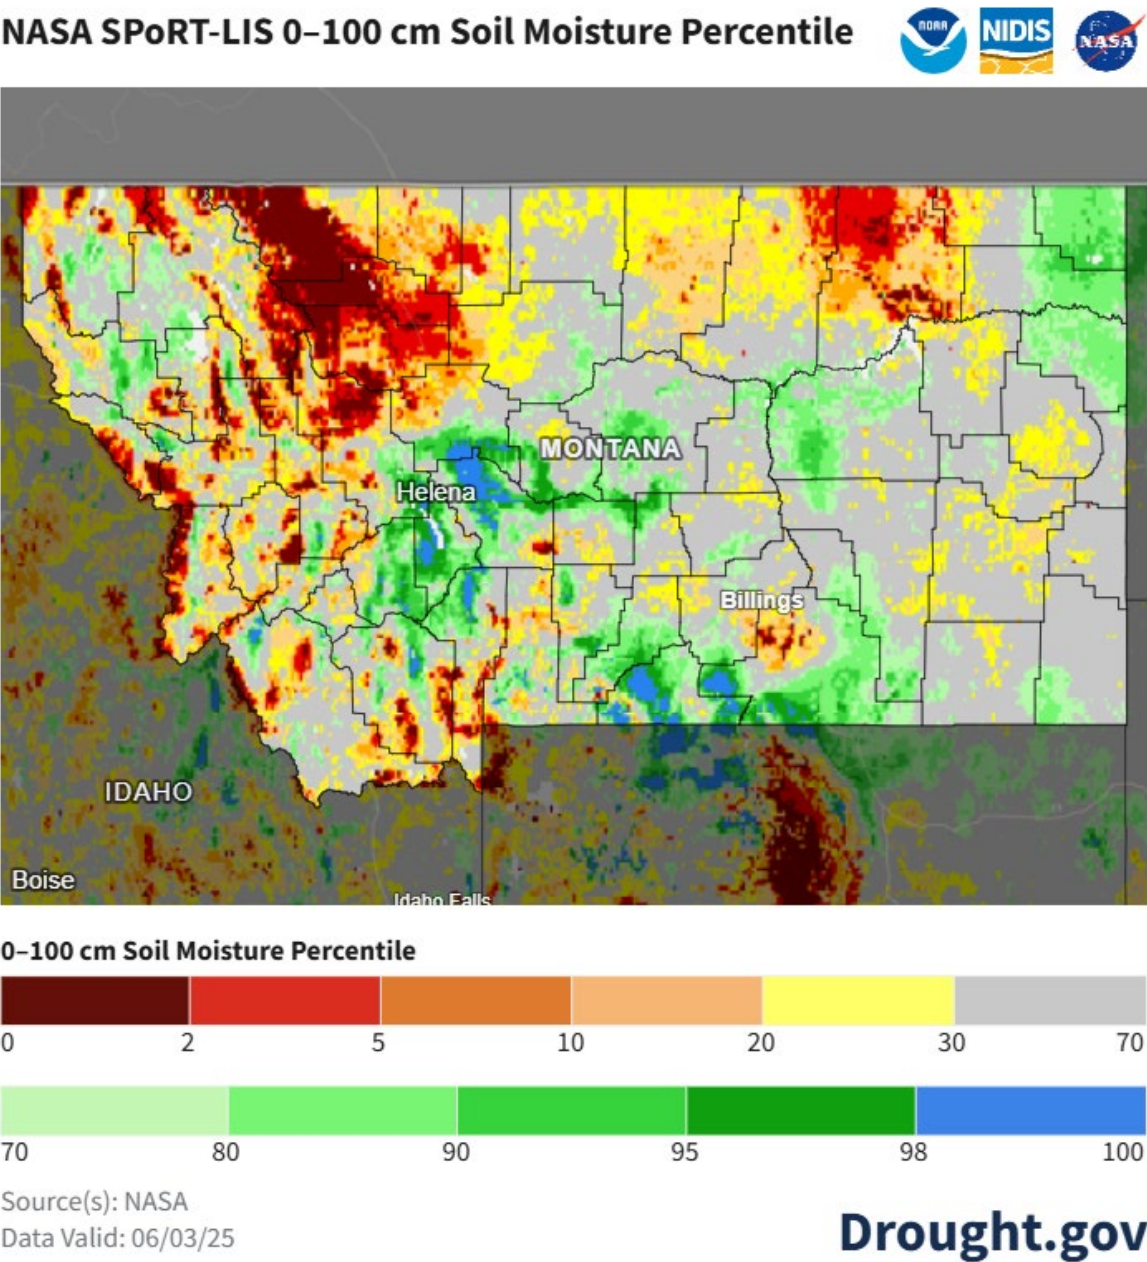 NASA SPoRT-LIS 0–100 cm Soil Moisture Percentile
NOAA
NIDIS
NASA
MONTANA
Helena
Billings
IDAHO
Boise
Idaho Falls
0–100 cm Soil Moisture Percentile
0 2 5 10 20 30 70
70 80 90 95 98 100
Source(s): NASA
Data Valid: 06/03/25
Drought.gov